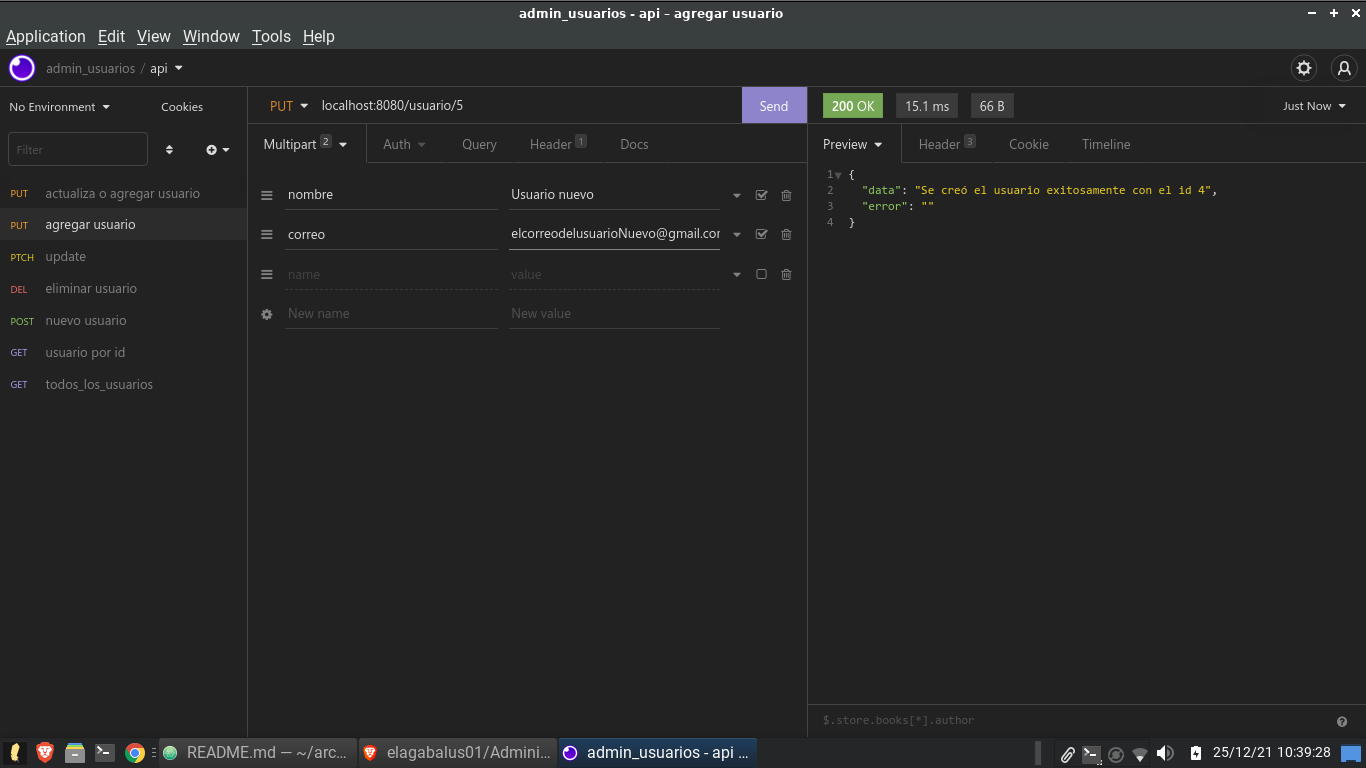 admin_usuarios - api – agregar usuario
Application Edit View Window Tools Help
admin_usuarios / api
No Environment Cookies
PUT localhost:8080/usuario/5 Send
200 OK 15.1 ms 66 B Just Now
Filter
Multipart 2 Auth Query Header 1 Docs
Preview Header 3 Cookie Timeline
PUT actualiza o agregar usuario
PUT agregar usuario
PTCH update
DEL eliminar usuario
POST nuevo usuario
GET usuario por id
GET todos_los_usuarios
nombre Usuario nuevo
correo elcorreodelusuarioNuevo@gmail.cor
name value
New name New value
1 {
2 "data": "Se creó el usuario exitosamente con el id 4",
3 "error": ""
4 }
$.store.books[*].author
README.md — ~/arc... elagabalus01/Admini... admin_usuarios - api ... 25/12/21 10:39:28